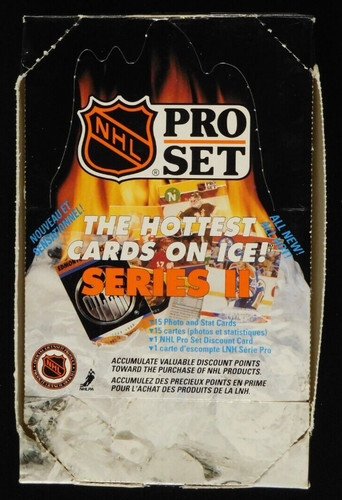 NHL
®
PRO
SET
NOUVEAU ET
SENSATIONNEL!
ALL NEW!
THE HOTTEST
CARDS ON ICE!
SERIES II
15 Photo and Stat Cards
15 cartes (photos et statistiques)
1 NHL Pro Set Discount Card
1 carte d'escompte LNH Série Pro
ACCUMULATE VALUABLE DISCOUNT POINTS
TOWARD THE PURCHASE OF NHL PRODUCTS.
ACCUMULEZ DES PRECIEUX POINTS EN PRIME
POUR L'ACHAT DES PRODUITS DE LA LNH.
NHL
NHLPA